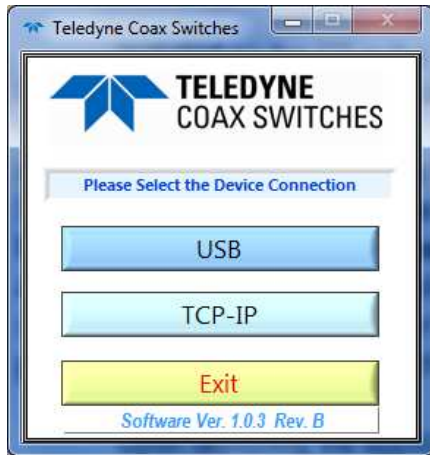 Teledyne Coax Switches
TELEDYNE
COAX SWITCHES
Please Select the Device Connection
USB
TCP-IP
Exit
Software Ver. 1.0.3 Rev. B